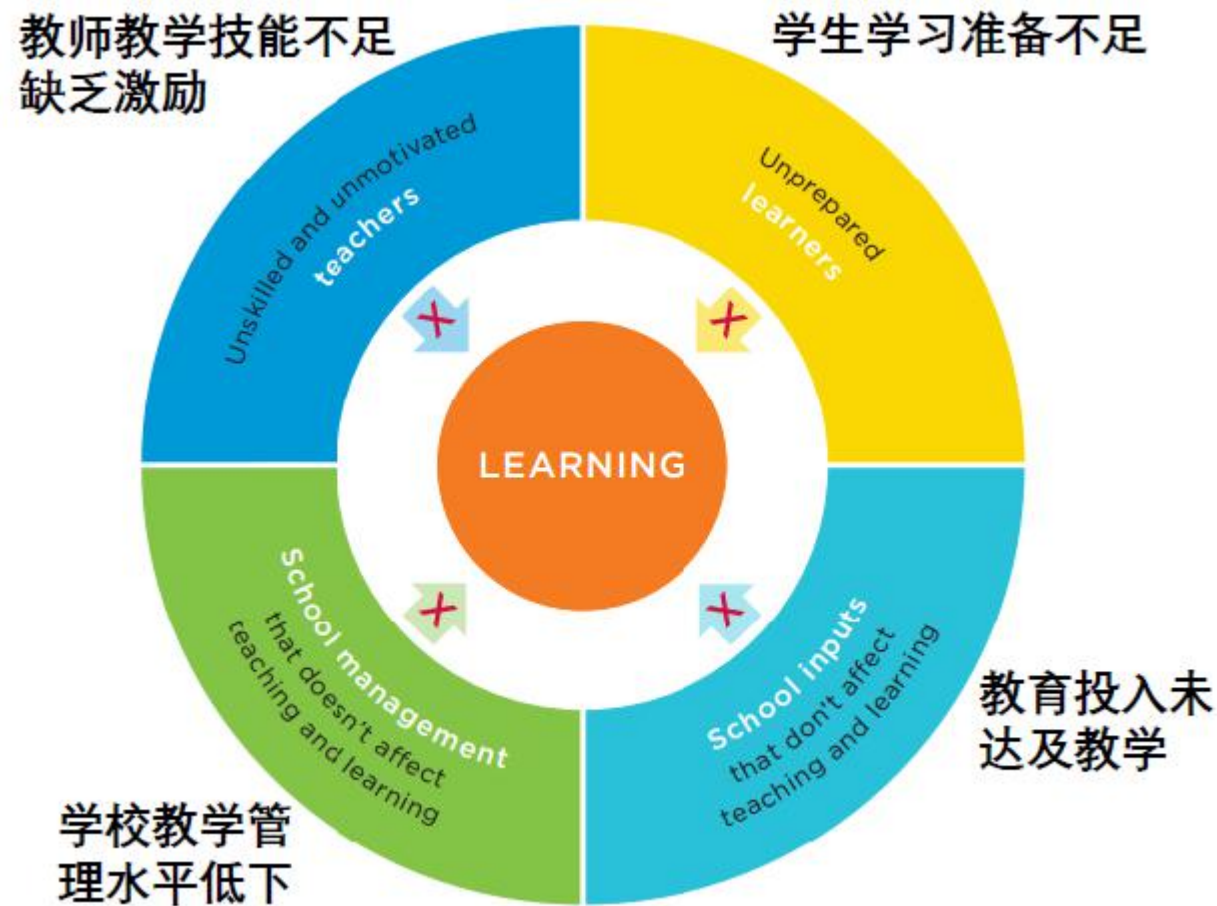 教师教学技能不足
缺乏激励
学生学习准备不足
Unskilled and unmotivated
teachers
Unprepared
learners
LEARNING
School management
that doesn't affect
teaching and learning
School inputs
that don't affect
teaching and learning
教育投入未
达及教学
学校教学管
理水平低下